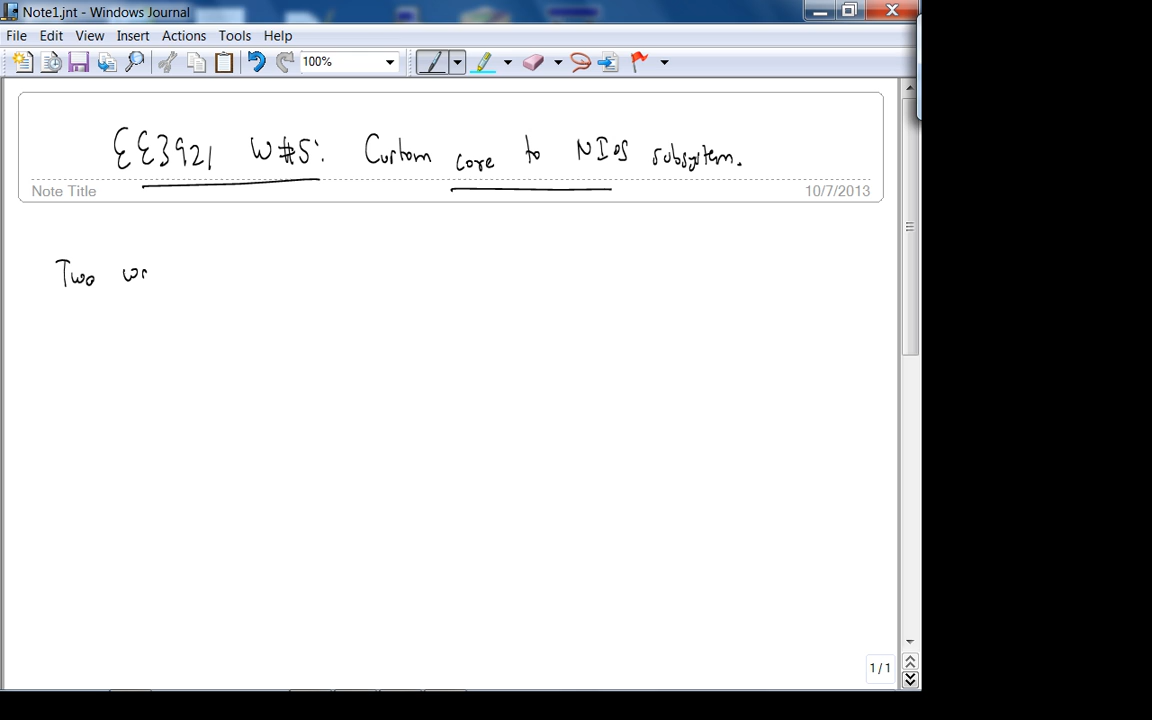 Note1.jnt - Windows Journal
File Edit View Insert Actions Tools Help
100%
EE3921 W#5: Custom core to NIOS subsystem.
Note Title 10/7/2013
Two wa
1 / 1